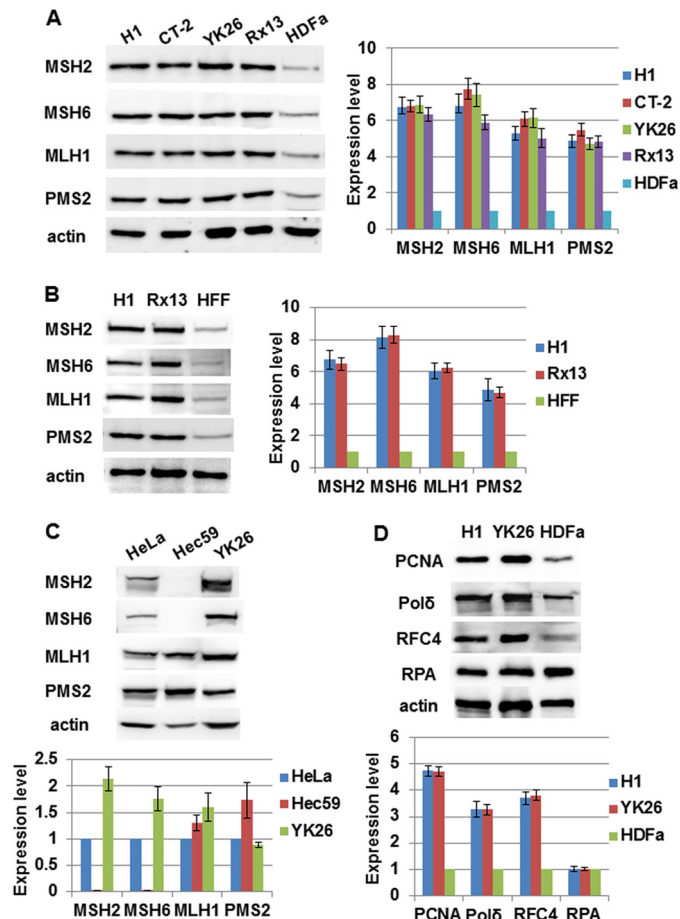 A
H1 CT-2 YK26 Rx13 HDFa
MSH2
MSH6
MLH1
PMS2
actin
Expression level
10
8
6
4
2
0
MSH2 MSH6 MLH1 PMS2
H1
CT-2
YK26
Rx13
HDFa
B
H1 Rx13 HFF
MSH2
MSH6
MLH1
PMS2
actin
Expression level
10
8
6
4
2
0
MSH2 MSH6 MLH1 PMS2
H1
Rx13
HFF
C
HeLa Hec59 YK26
MSH2
MSH6
MLH1
PMS2
actin
Expression level
2.5
2
1.5
1
0.5
0
MSH2 MSH6 MLH1 PMS2
HeLa
Hec59
YK26
D
H1 YK26 HDFa
PCNA
Polδ
RFC4
RPA
actin
Expression level
6
5
4
3
2
1
0
PCNA Polδ RFC4 RPA
H1
YK26
HDFa